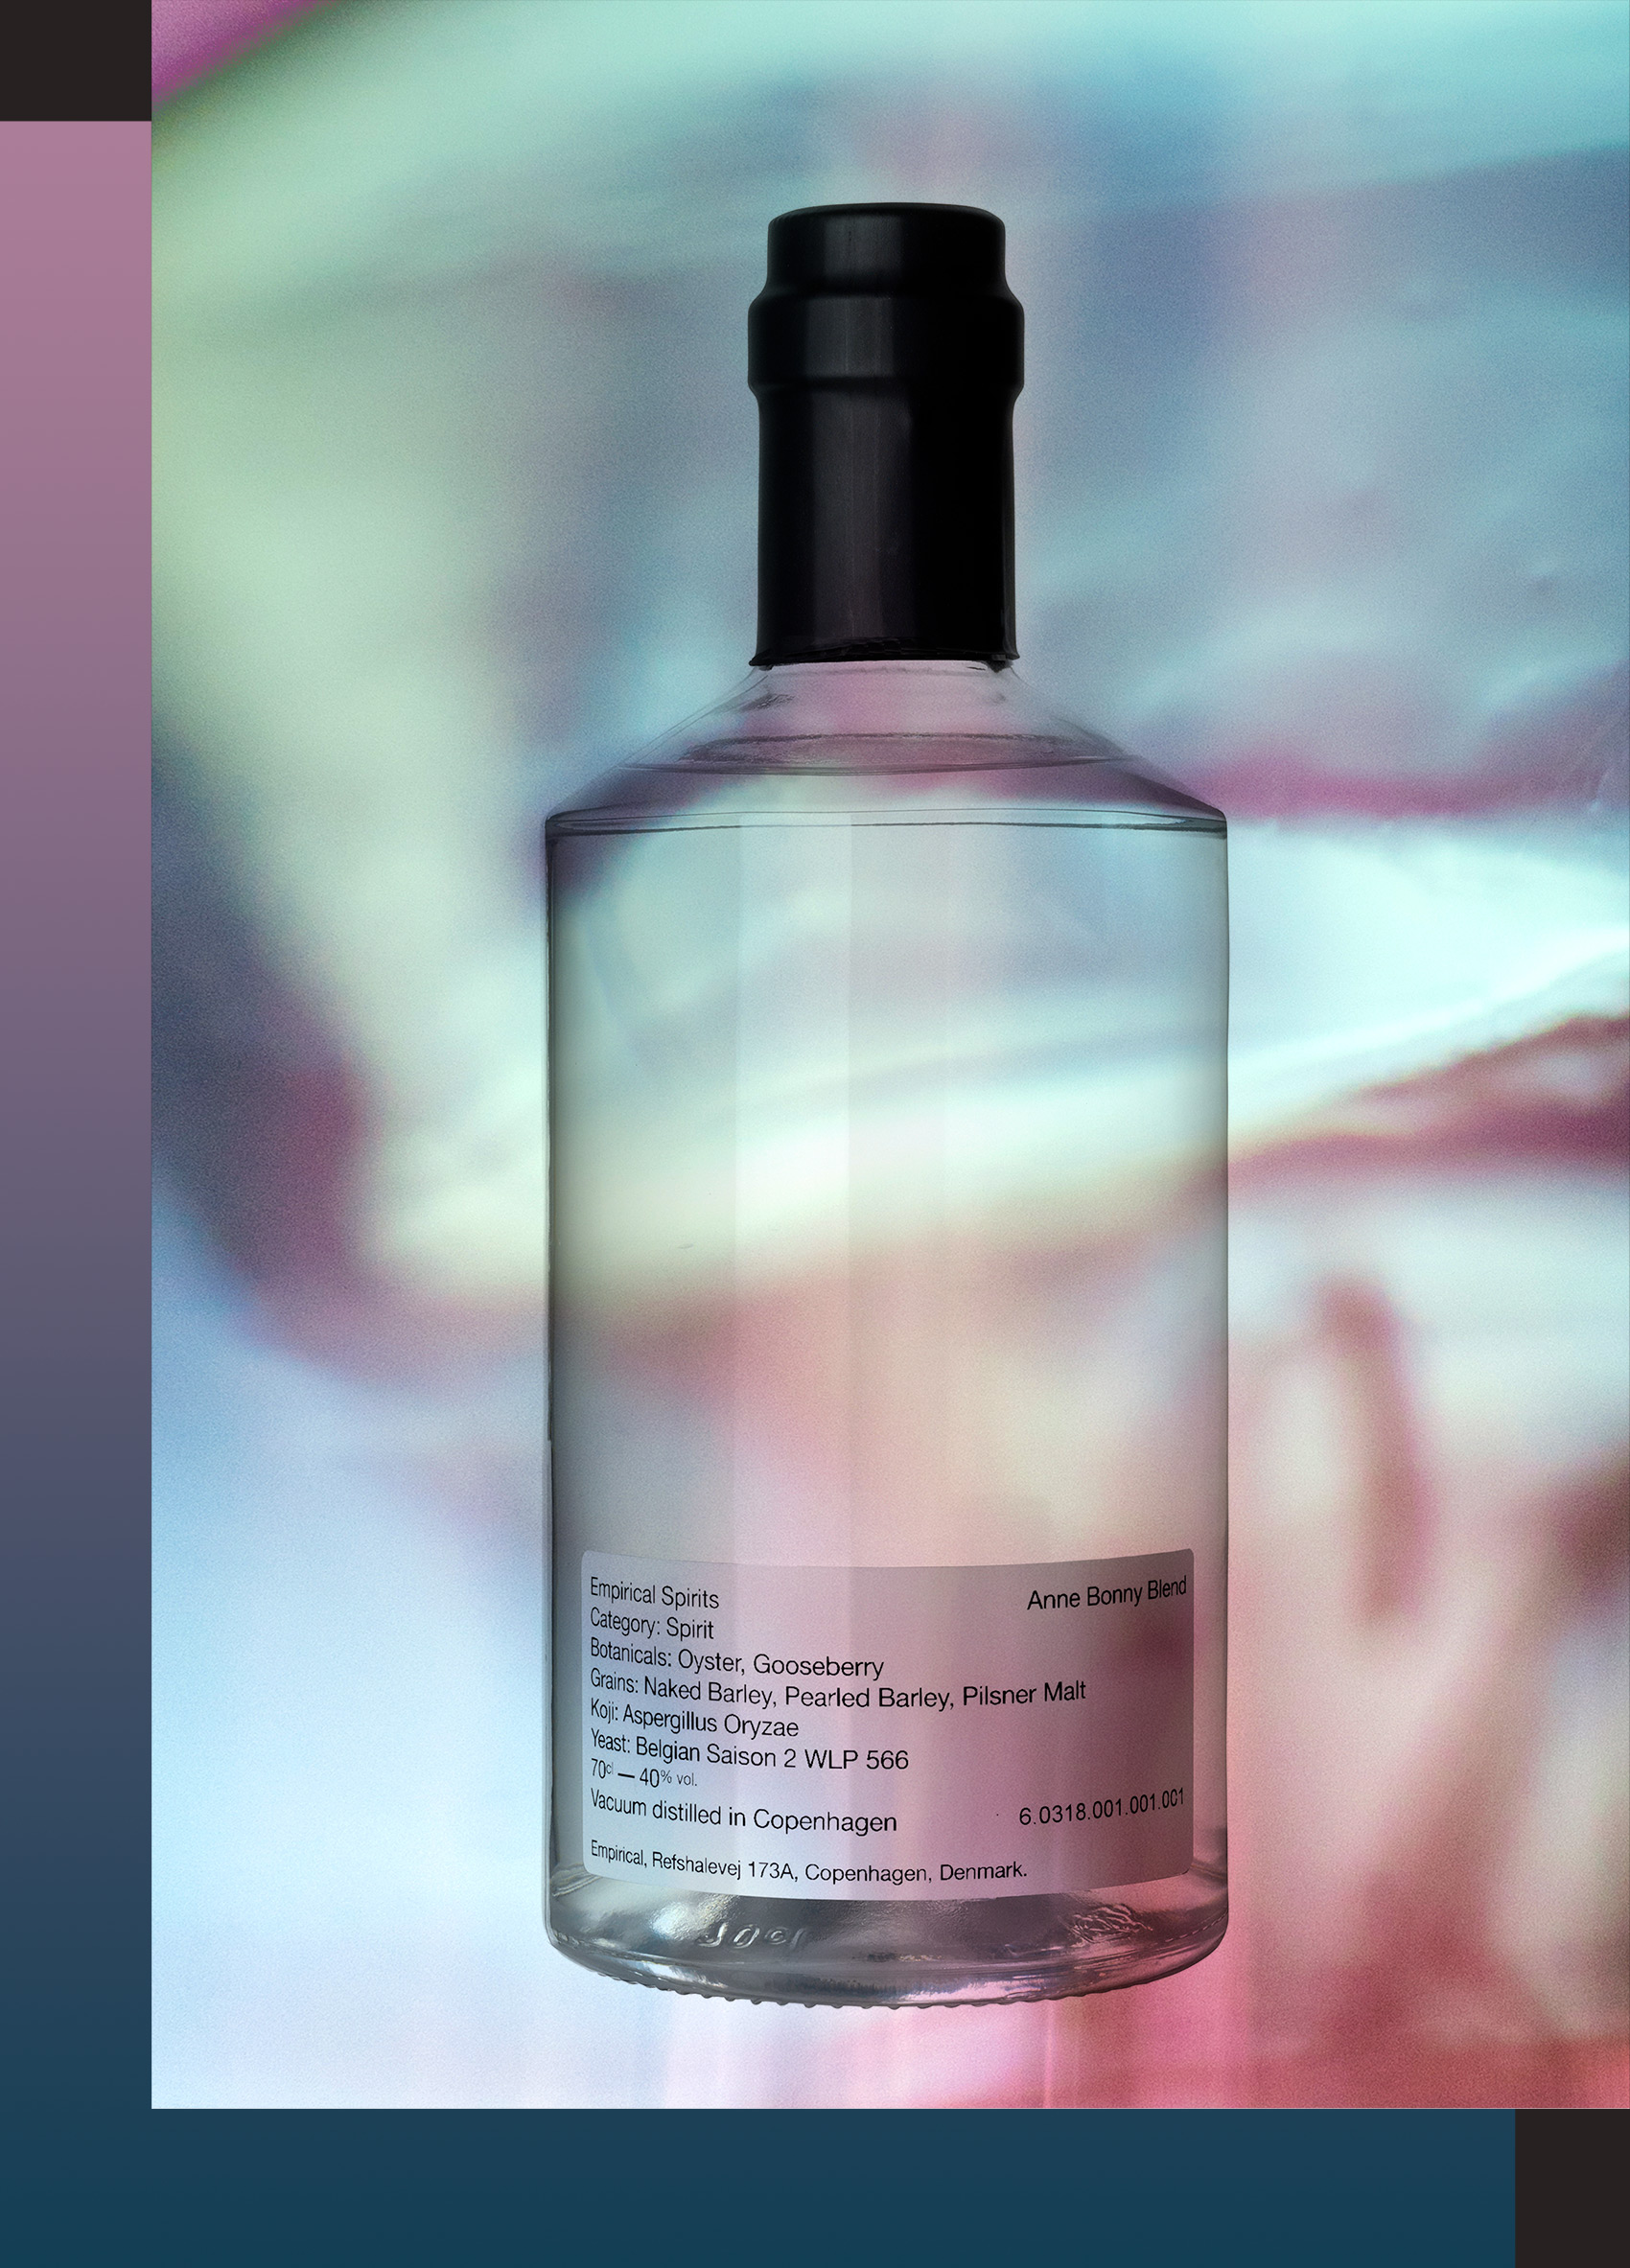 Empirical Spirits
Anne Bonny Blend
Category: Spirit
Botanicals: Oyster, Gooseberry
Grains: Naked Barley, Pearled Barley, Pilsner Malt
Koji: Aspergillus Oryzae
Yeast: Belgian Saison 2 WLP 566
70cl — 40% vol.
Vacuum distilled in Copenhagen
6.0318.001.001.001
Empirical, Refshalevej 173A, Copenhagen, Denmark.